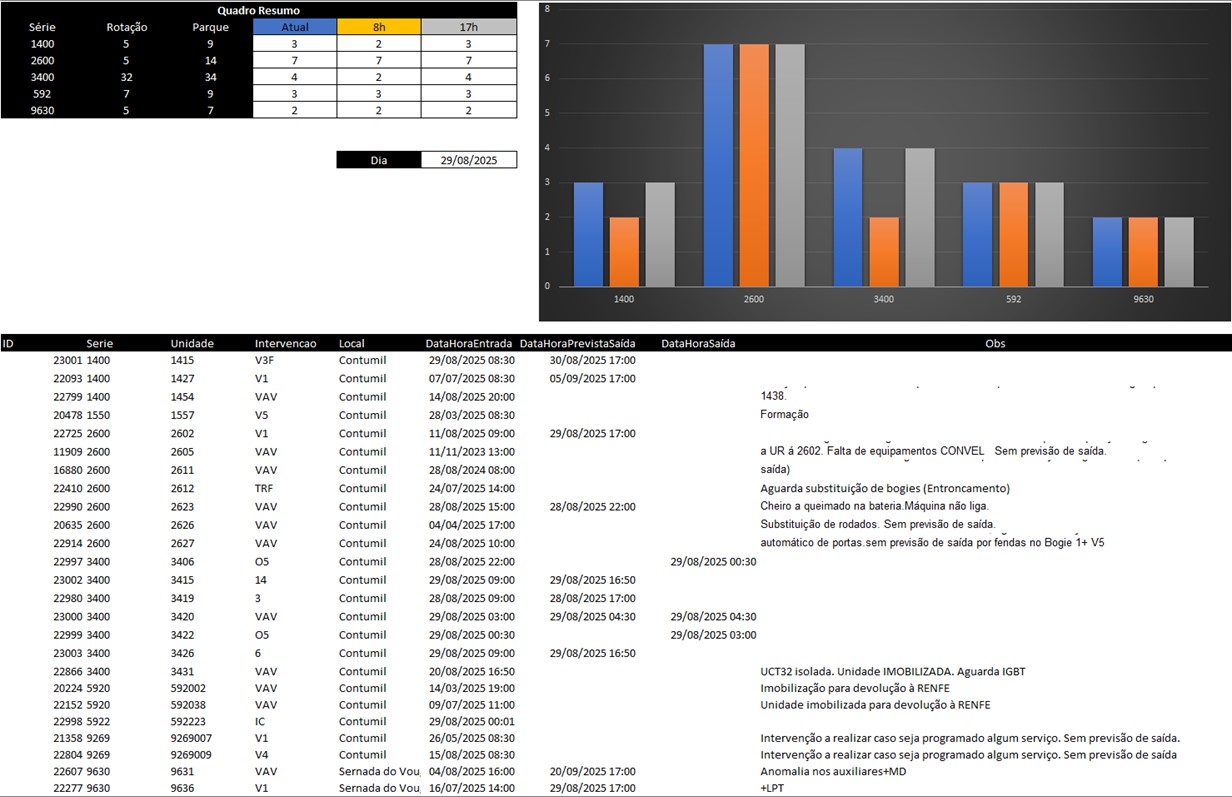 Quadro Resumo
Série Rotação Parque Atual 8h 17h
1400 5 9 3 2 3
2600 5 14 7 7 7
3400 32 34 4 2 4
592 7 9 3 3 3
9630 5 7 2 2 2
Dia 29/08/2025
8
7
6
5
4
3
2
1
0
1400 2600 3400 592 9630
ID Serie Unidade Intervencao Local DataHoraEntrada DataHoraPrevistaSaída DataHoraSaída Obs
23001 1400 1415 V3F Contumil 29/08/2025 08:30 30/08/2025 17:00
22093 1400 1427 V1 Contumil 07/07/2025 08:30 05/09/2025 17:00
22799 1400 1454 VAV Contumil 14/08/2025 20:00 1438.
20478 1550 1557 V5 Contumil 28/03/2025 08:30 Formação
22725 2600 2602 V1 Contumil 11/08/2025 09:00 29/08/2025 17:00
11909 2600 2605 VAV Contumil 11/11/2023 13:00 a UR á 2602. Falta de equipamentos CONVEL Sem previsão de saída.
16880 2600 2611 VAV Contumil 28/08/2024 08:00 saída)
22410 2600 2612 TRF Contumil 24/07/2025 14:00 Aguarda substituição de bogies (Entroncamento)
22990 2600 2623 VAV Contumil 28/08/2025 15:00 28/08/2025 22:00 Cheiro a queimado na bateria.Máquina não liga.
20635 2600 2626 VAV Contumil 04/04/2025 17:00 Substituição de rodados. Sem previsão de saída.
22914 2600 2627 VAV Contumil 24/08/2025 10:00 automático de portas.sem previsão de saída por fendas no Bogie 1+ V5
22997 3400 3406 O5 Contumil 28/08/2025 22:00 29/08/2025 00:30
23002 3400 3415 14 Contumil 29/08/2025 09:00 29/08/2025 16:50
22980 3400 3419 3 Contumil 28/08/2025 09:00 28/08/2025 17:00
23000 3400 3420 VAV Contumil 29/08/2025 03:00 29/08/2025 04:30 29/08/2025 04:30
22999 3400 3422 O5 Contumil 29/08/2025 00:30 29/08/2025 03:00
23003 3400 3426 6 Contumil 29/08/2025 09:00 29/08/2025 16:50
22866 3400 3431 VAV Contumil 20/08/2025 16:50 UCT32 isolada. Unidade IMOBILIZADA. Aguarda IGBT
20224 5920 592002 VAV Contumil 14/03/2025 19:00 Imobilização para devolução à RENFE
22152 5920 592038 VAV Contumil 09/07/2025 11:00 Unidade imobilizada para devolução à RENFE
22998 5922 592223 IC Contumil 29/08/2025 00:01
21358 9269 9269007 V1 Contumil 26/05/2025 08:30 Intervenção a realizar caso seja programado algum serviço. Sem previsão de saída.
22804 9269 9269009 V4 Contumil 15/08/2025 08:30 Intervenção a realizar caso seja programado algum serviço. Sem previsão de saída
22607 9630 9631 VAV Sernada do Vou 04/08/2025 16:00 20/09/2025 17:00 Anomalia nos auxiliares+MD
22277 9630 9636 V1 Sernada do Vou 16/07/2025 14:00 29/08/2025 17:00 +LPT